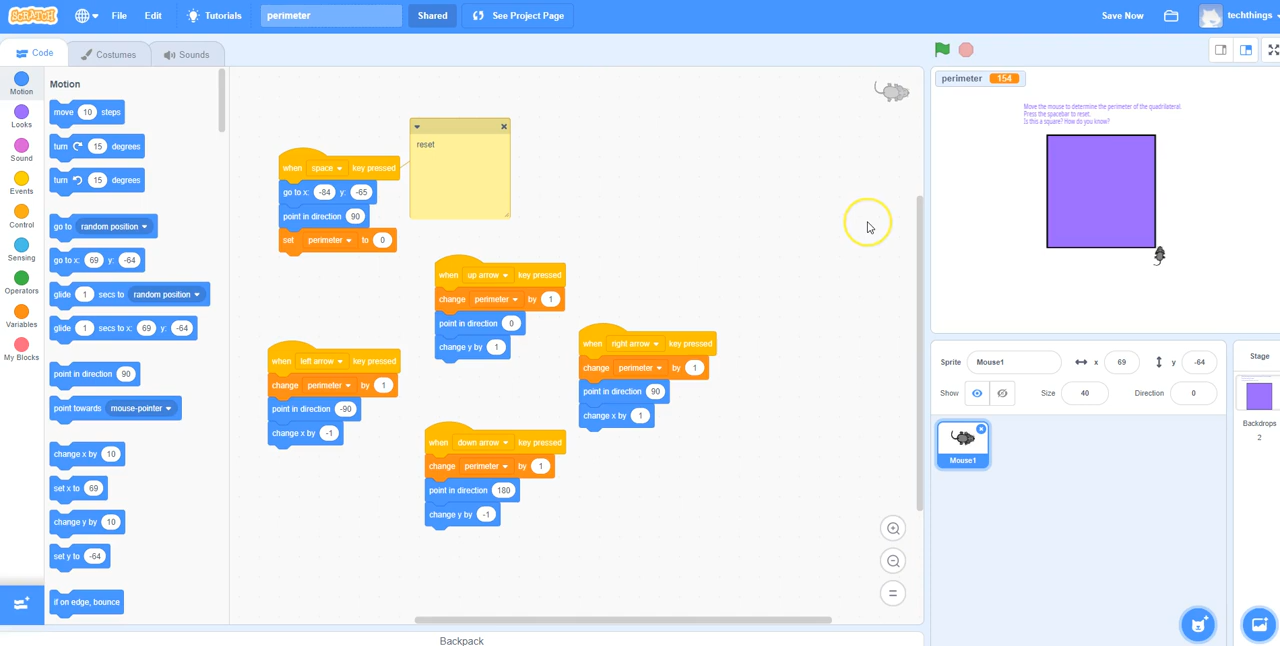 SCRATCH File Edit Tutorials perimeter Shared See Project Page Save Now techthings
Code Costumes Sounds
Motion
Looks
Sound
Events
Control
Sensing
Operators
Variables
My Blocks
Motion
move 10 steps
turn 15 degrees
turn 15 degrees
go to random position
go to x: 69 y: -64
glide 1 secs to random position
glide 1 secs to x: 69 y: -64
point in direction 90
point towards mouse-pointer
change x by 10
set x to 69
change y by 10
set y to -64
if on edge, bounce
when space key pressed
go to x: -84 y: -65
point in direction 90
set perimeter to 0
reset
when up arrow key pressed
change perimeter by 1
point in direction 0
change y by 1
when left arrow key pressed
change perimeter by 1
point in direction -90
change x by -1
when right arrow key pressed
change perimeter by 1
point in direction 90
change x by 1
when down arrow key pressed
change perimeter by 1
point in direction 180
change y by -1
Backpack
perimeter 154
Move the mouse to determine the perimeter of the quadrilateral.
Press the spacebar to reset.
Is this a square? How do you know?
Sprite Mouse1 x 69 y -64
Show Size 40 Direction 0
Mouse1
Stage
Backdrops
2